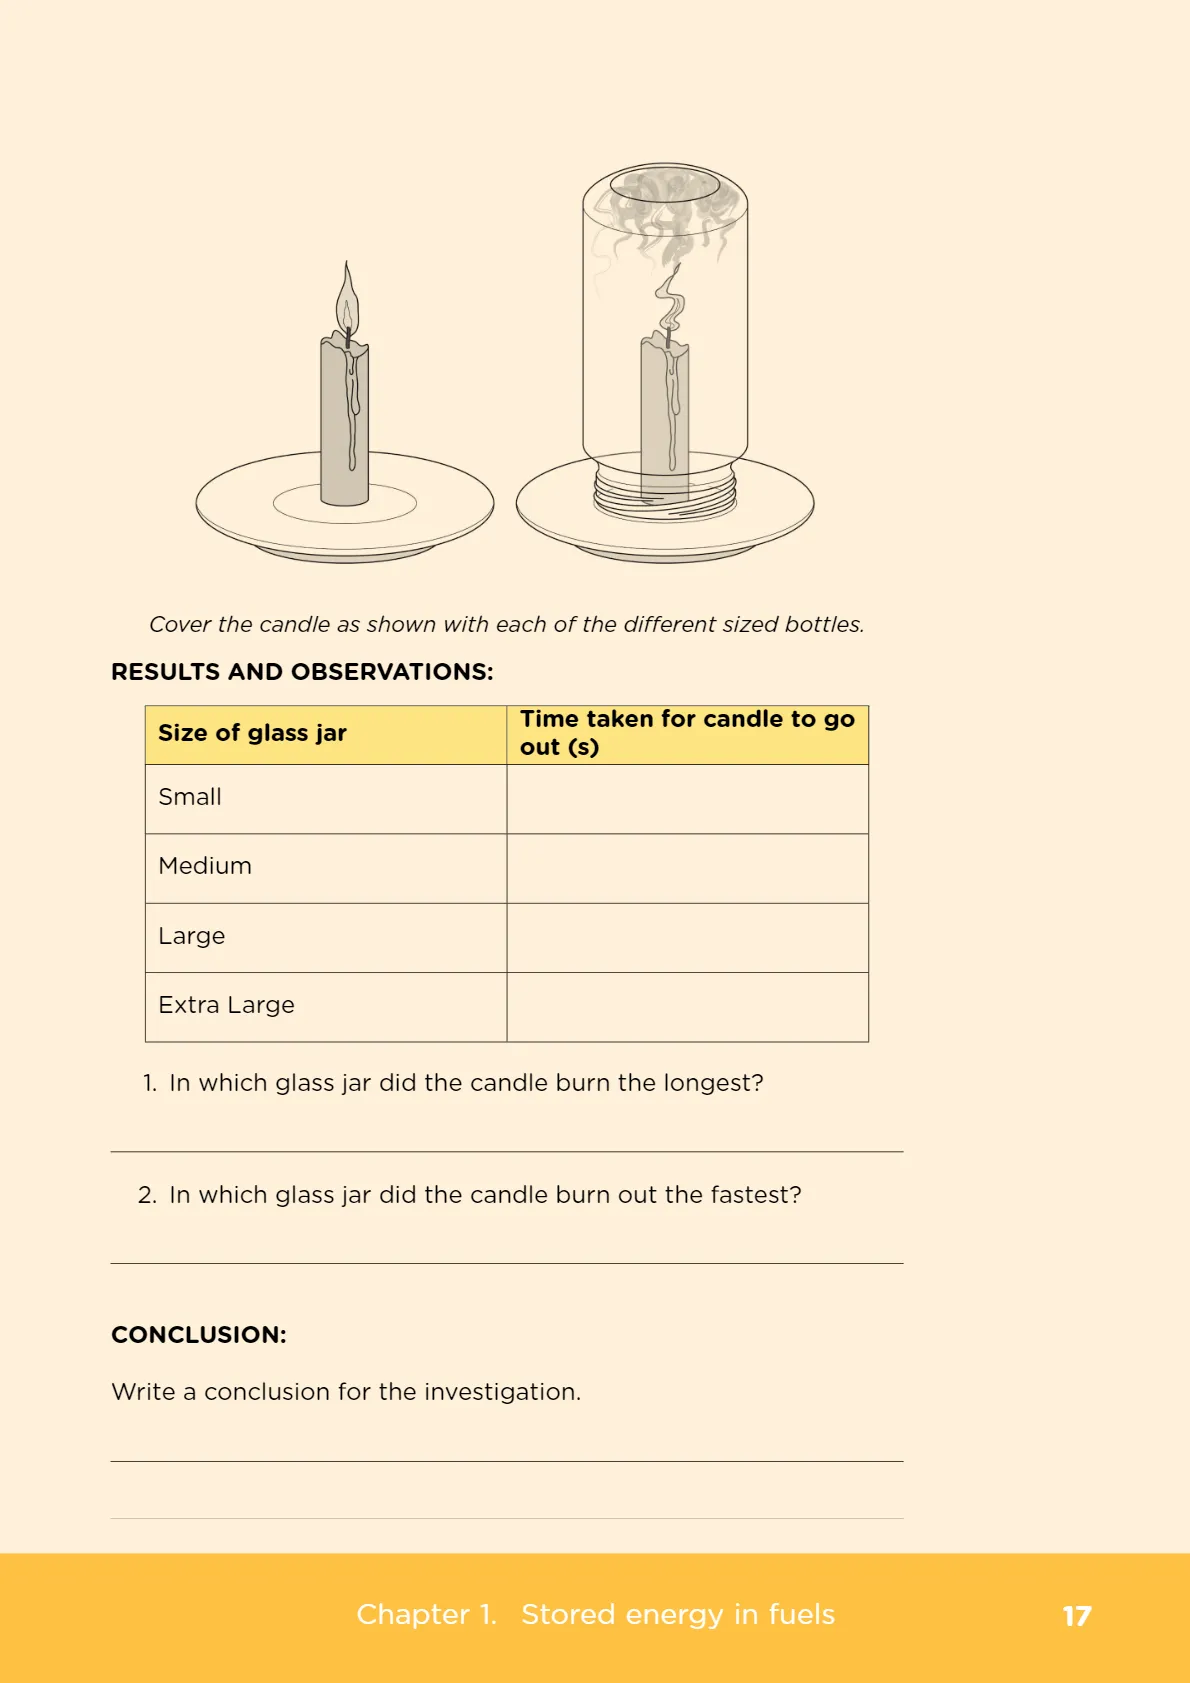 Cover the candle as shown with each of the different sized bottles.
RESULTS AND OBSERVATIONS:
Size of glass jar
Time taken for candle to go
out (s)
Small
Medium
Large
Extra Large
1. In which glass jar did the candle burn the longest?
2. In which glass jar did the candle burn out the fastest?
CONCLUSION:
Write a conclusion for the investigation.
Chapter 1. Stored energy in fuels
17